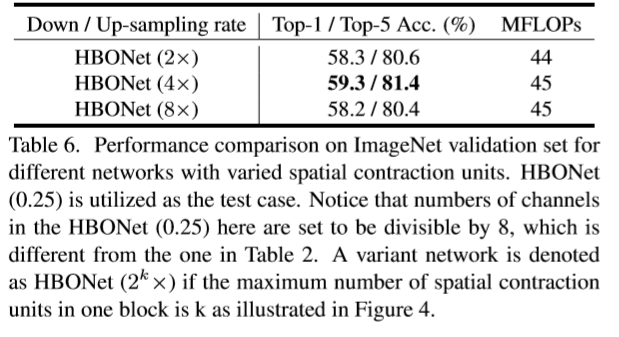 Down / Up-sampling rate Top-1 / Top-5 Acc. (%) MFLOPs
HBONet (2×) 58.3 / 80.6 44
HBONet (4×) 59.3 / 81.4 45
HBONet (8×) 58.2 / 80.4 45
Table 6. Performance comparison on ImageNet validation set for
different networks with varied spatial contraction units. HBONet
(0.25) is utilized as the test case. Notice that numbers of channels
in the HBONet (0.25) here are set to be divisible by 8, which is
different from the one in Table 2. A variant network is denoted
as HBONet (2ᵏ×) if the maximum number of spatial contraction
units in one block is k as illustrated in Figure 4.